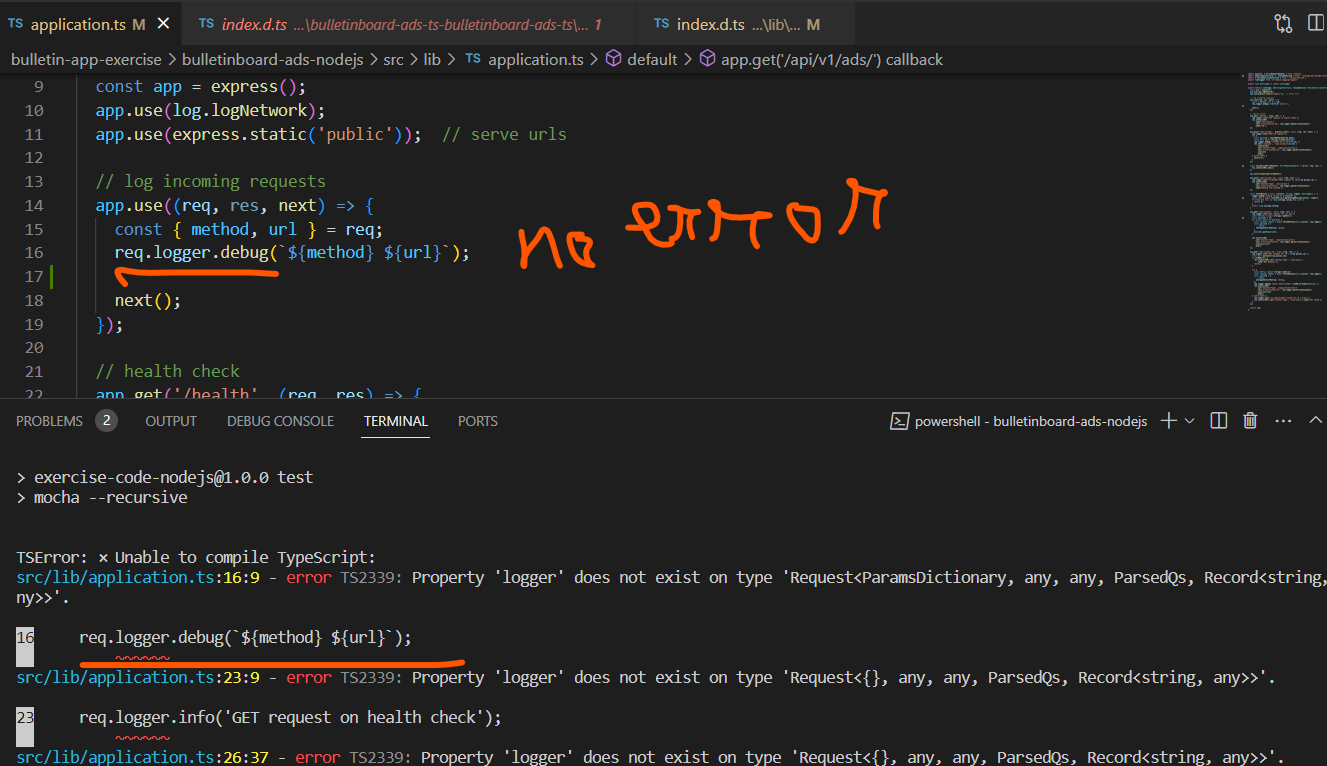 TS application.ts M × TS index.d.ts ...\bulletinboard-ads-ts-bulletinboard-ads-ts\... 1 TS index.d.ts ...\lib\... M
bulletin-app-exercise > bulletinboard-ads-nodejs > src > lib > TS application.ts > default > app.get('/api/v1/ads/') callback
9 const app = express();
10 app.use(log.logNetwork);
11 app.use(express.static('public')); // serve urls
12
13 // log incoming requests
14 app.use((req, res, next) => {
15 const { method, url } = req;
16 req.logger.debug(`${method} ${url}`);
no error
17
18 next();
19 });
20
21 // health check
22 app.get('/health', (req, res) => {
PROBLEMS 2 OUTPUT DEBUG CONSOLE TERMINAL PORTS powershell - bulletinboard-ads-nodejs
> exercise-code-nodejs@1.0.0 test
> mocha --recursive
TSError: ⨯ Unable to compile TypeScript:
src/lib/application.ts:16:9 - error TS2339: Property 'logger' does not exist on type 'Request<ParamsDictionary, any, any, ParsedQs, Record<string,
ny>>'.
16 req.logger.debug(`${method} ${url}`);
src/lib/application.ts:23:9 - error TS2339: Property 'logger' does not exist on type 'Request<{}, any, any, ParsedQs, Record<string, any>>'.
23 req.logger.info('GET request on health check');
src/lib/application.ts:26:37 - error TS2339: Property 'logger' does not exist on type 'Request<{}, any, any, ParsedQs, Record<string, any>>'.